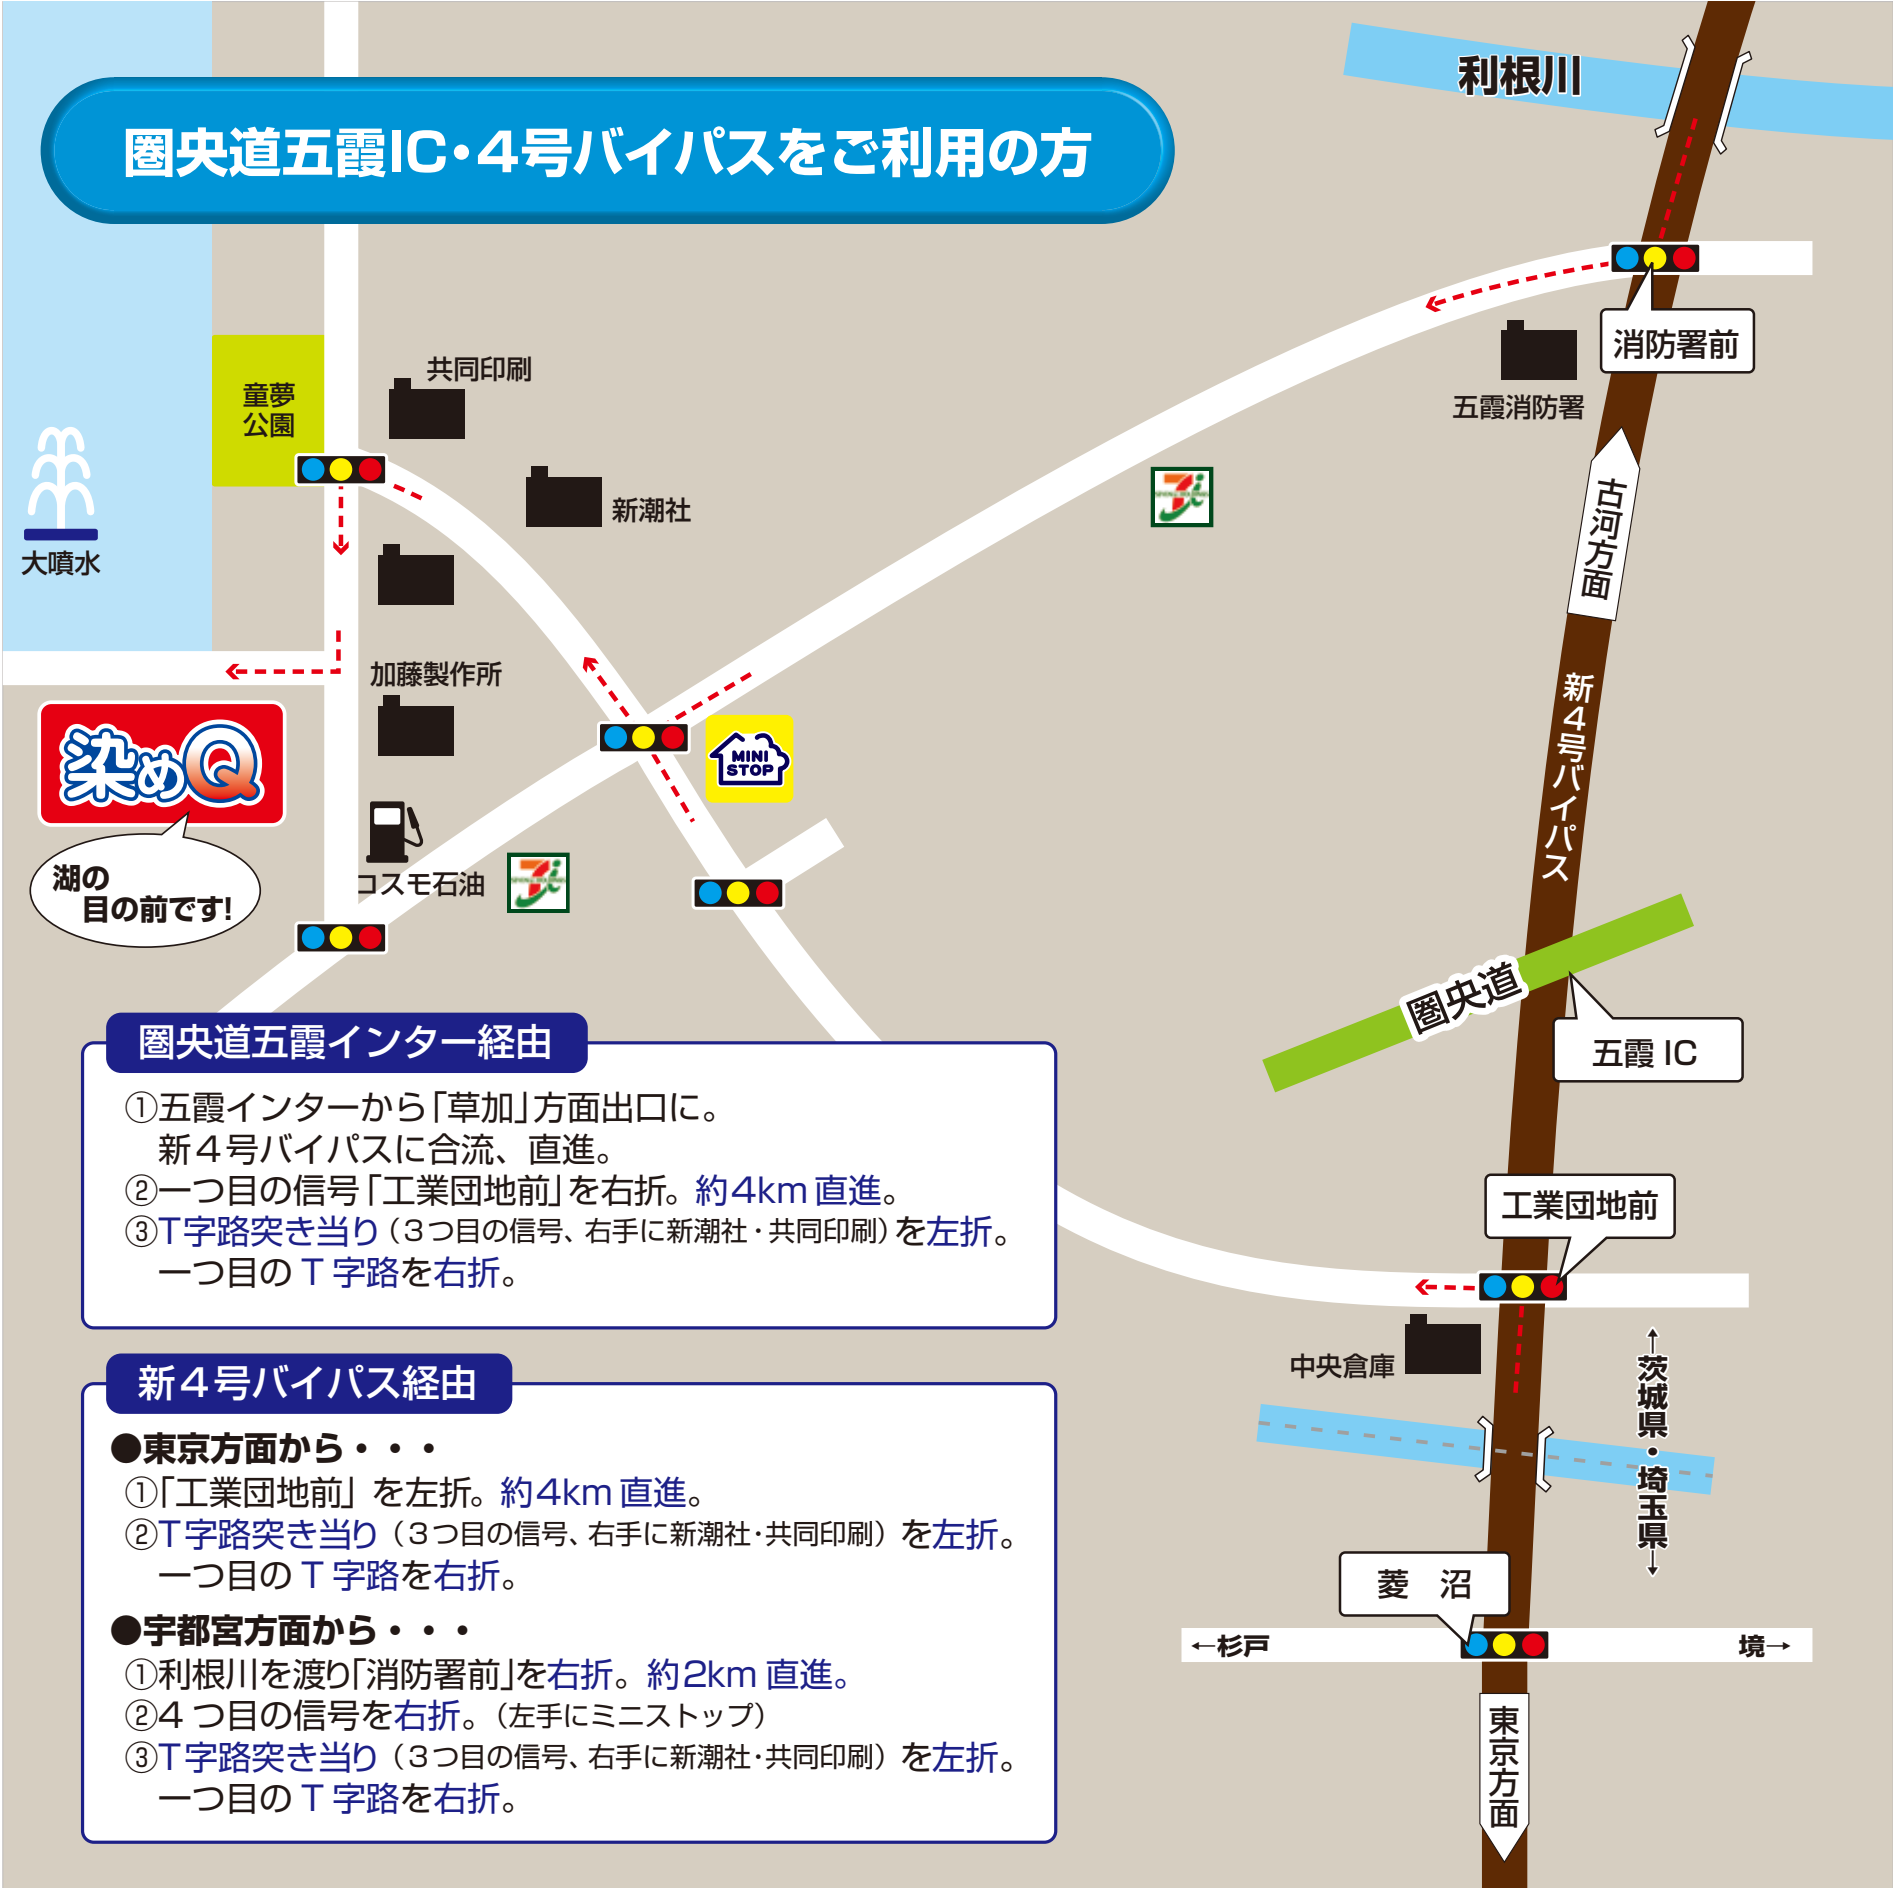 圏央道五霞IC・4号バイパスをご利用の方
利根川
消防署前
五霞消防署
共同印刷
童夢
公園
新潮社
大噴水
古河方面
加藤製作所
新4号バイパス
染めQ
MINI
STOP
湖の
目の前です!
コスモ石油
圏央道
五霞 IC
工業団地前
中央倉庫
←茨城県・埼玉県→
菱 沼
←杉戸
境→
東京方面
圏央道五霞インター経由
①五霞インターから「草加」方面出口に。
新4号バイパスに合流、直進。
②一つ目の信号「工業団地前」を右折。約4km 直進。
③T字路突き当り(3つ目の信号、右手に新潮社・共同印刷)を左折。
一つ目の T 字路を右折。
新4号バイパス経由
●東京方面から・・・
①「工業団地前」を左折。約4km 直進。
②T字路突き当り(3つ目の信号、右手に新潮社・共同印刷)を左折。
一つ目の T 字路を右折。
●宇都宮方面から・・・
①利根川を渡り「消防署前」を右折。約2km 直進。
②4 つ目の信号を右折。(左手にミニストップ)
③T字路突き当り(3つ目の信号、右手に新潮社・共同印刷)を左折。
一つ目の T 字路を右折。